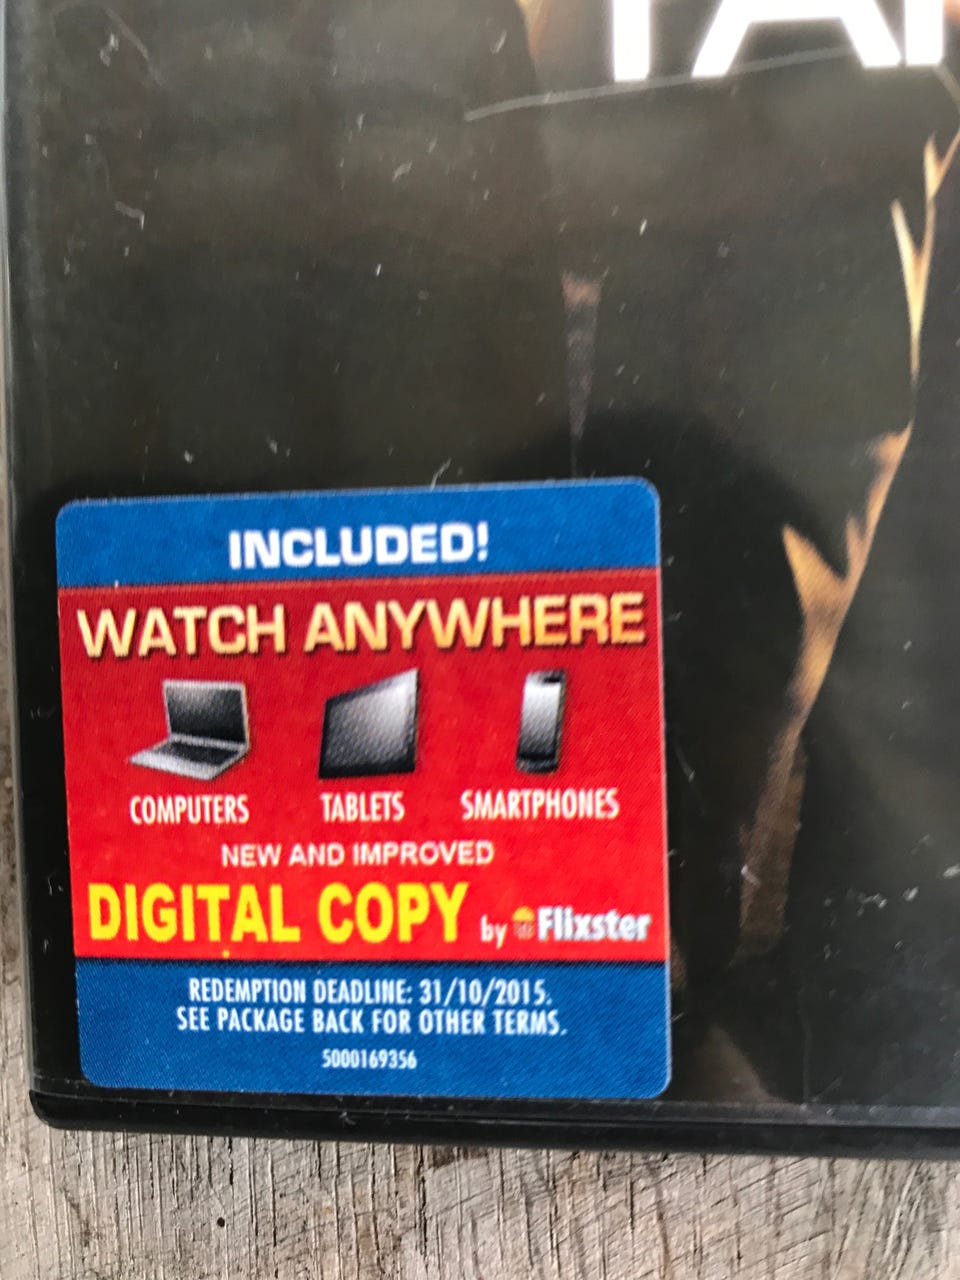 INCLUDED!
WATCH ANYWHERE
COMPUTERS TABLETS SMARTPHONES
NEW AND IMPROVED
DIGITAL COPY by Flixster
REDEMPTION DEADLINE: 31/10/2015.
SEE PACKAGE BACK FOR OTHER TERMS.
5000169356